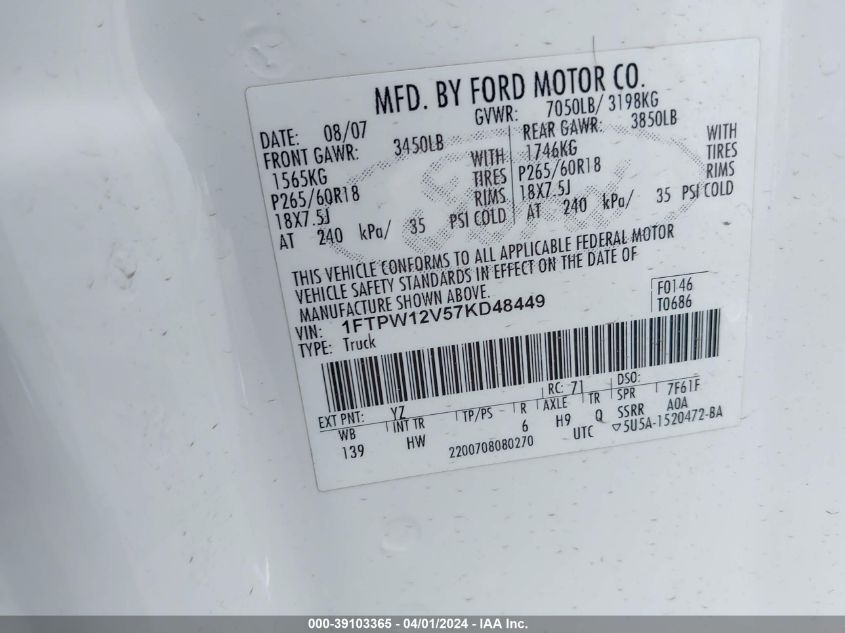 MFD. BY FORD MOTOR CO.
DATE: 08/07 GVWR: 7050LB/ 3198KG
FRONT GAWR: 3450LB REAR GAWR: 3850LB
1565KG WITH 1746KG WITH
P265/60R18 TIRES P265/60R18 TIRES
18X7.5J RIMS 18X7.5J RIMS
AT 240 kPa/ 35 PSI COLD AT 240 kPa/ 35 PSI COLD
THIS VEHICLE CONFORMS TO ALL APPLICABLE FEDERAL MOTOR
VEHICLE SAFETY STANDARDS IN EFFECT ON THE DATE OF
MANUFACTURE SHOWN ABOVE.
VIN: 1FTPW12V57KD48449 F0146
TYPE: Truck T0686
EXT PNT: YZ RC: 71 DSO:
WB INT TR TP/PS R AXLE TR SPR 7F61F
139 HW 6 H9 Q SSRR A0A
2200708080270 UTC ▽5U5A-1520472-BA
Ford
000-39103365 - 04/01/2024 - IAA Inc.